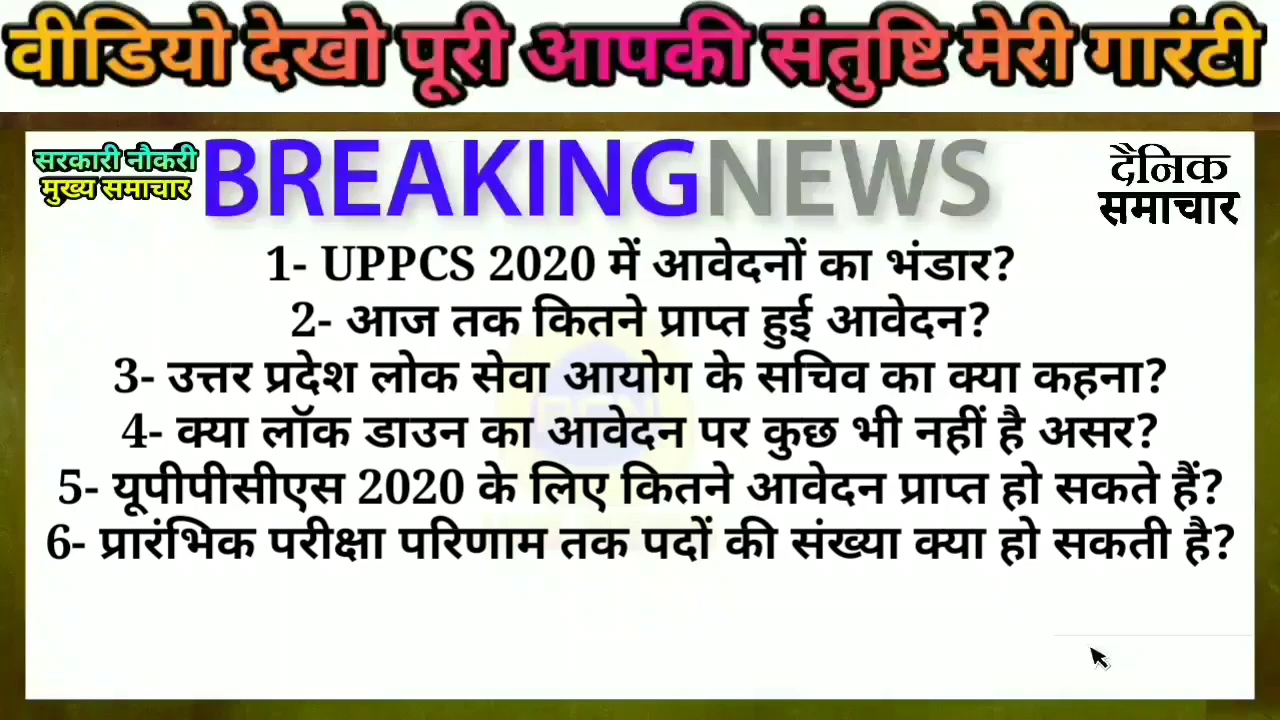 वीडियो देखो पूरी आपकी संतुष्टि मेरी गारंटी
सरकारी नौकरी
मुख्य समाचार
BREAKINGNEWS
दैनिक
समाचार
1- UPPCS 2020 में आवेदनों का भंडार?
2- आज तक कितने प्राप्त हुई आवेदन?
3- उत्तर प्रदेश लोक सेवा आयोग के सचिव का क्या कहना?
4- क्या लॉक डाउन का आवेदन पर कुछ भी नहीं है असर?
5- यूपीपीसीएस 2020 के लिए कितने आवेदन प्राप्त हो सकते हैं?
6- प्रारंभिक परीक्षा परिणाम तक पदों की संख्या क्या हो सकती है?